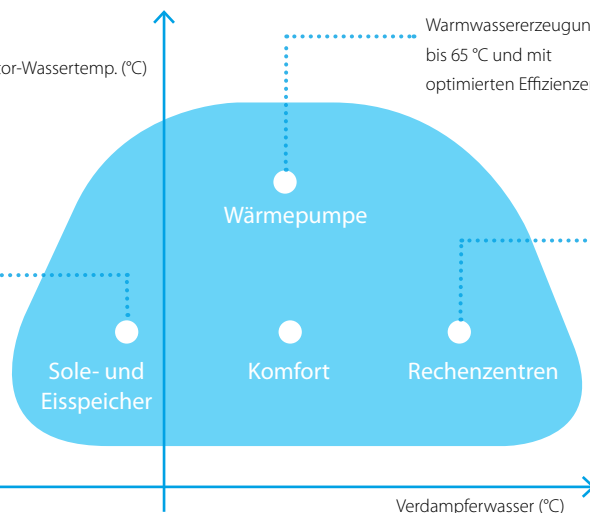 Warmwassererzeugun
bis 65 °C und mit
optimierten Effizienze
tor-Wassertemp. (°C)
Wärmepumpe
Sole- und
Eisspeicher
Komfort
Rechenzentren
Verdampferwasser (°C)